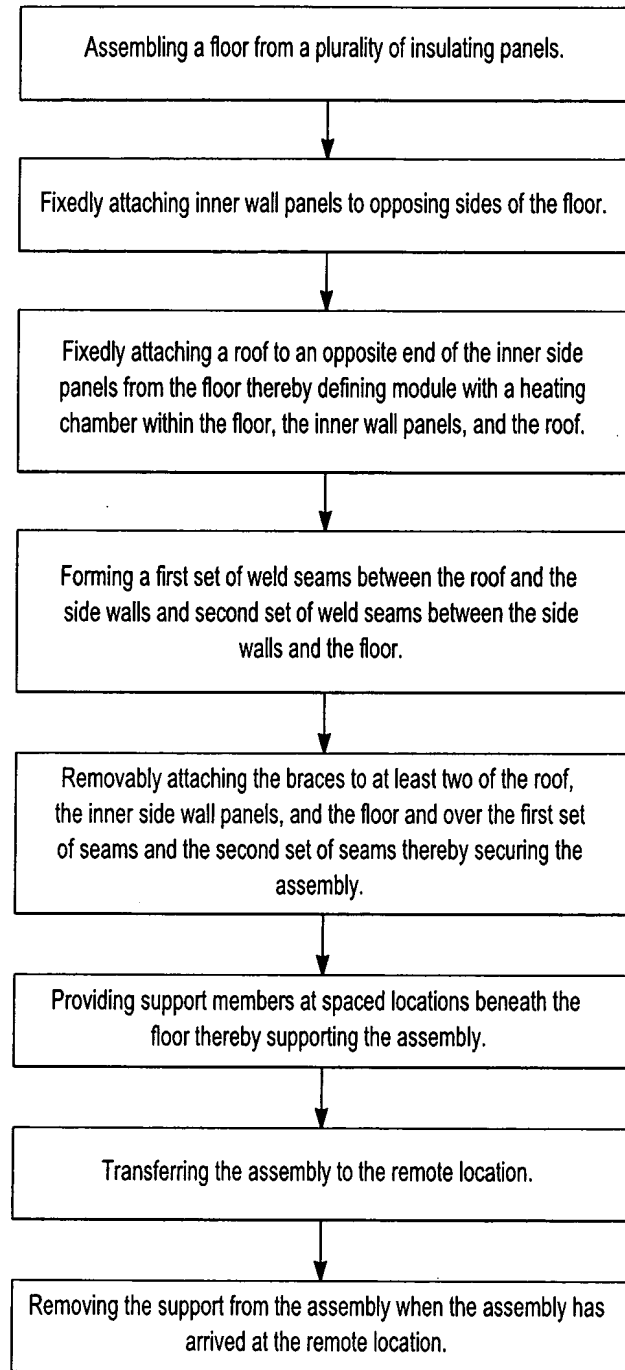 Assembling a floor from a plurality of insulating panels.
Fixedly attaching inner wall panels to opposing sides of the floor.
Fixedly attaching a roof to an opposite end of the inner side
panels from the floor thereby defining module with a heating
chamber within the floor, the inner wall panels, and the roof.
Forming a first set of weld seams between the roof and the
side walls and second set of weld seams between the side
walls and the floor.
Removably attaching the braces to at least two of the roof,
the inner side wall panels, and the floor and over the first set
of seams and the second set of seams thereby securing the
assembly.
Providing support members at spaced locations beneath the
floor thereby supporting the assembly.
Transferring the assembly to the remote location.
Removing the support from the assembly when the assembly has
arrived at the remote location.